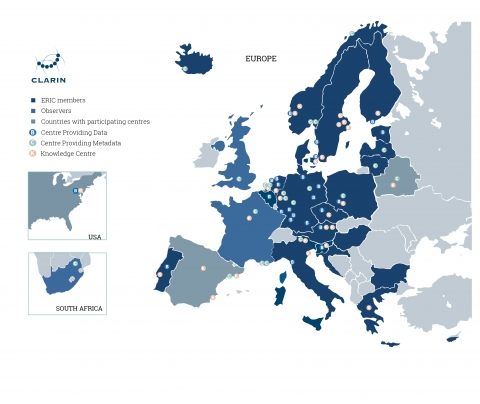 EUROPE
CLARIN
ERIC members
Observers
Countries with participating centres
B Centre Providing Data
C Centre Providing Metadata
K Knowledge Centre
USA
SOUTH AFRICA